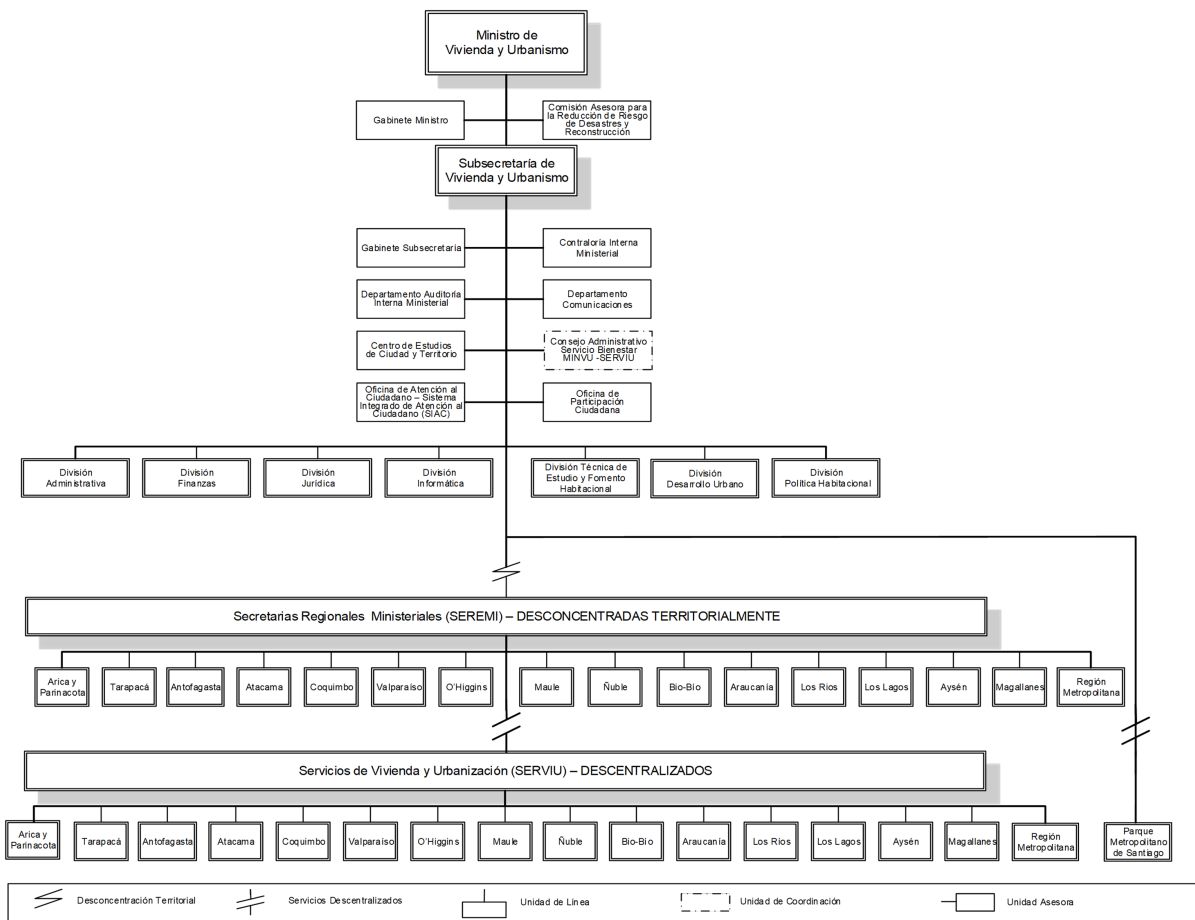 Ministro de
Vivienda y Urbanismo
Gabinete Ministro
Comisión Asesora para
la Reducción de Riesgo
de Desastres y
Reconstrucción
Subsecretaría de
Vivienda y Urbanismo
Gabinete Subsecretaría
Contraloría Interna
Ministerial
Departamento Auditoría
Interna Ministerial
Departamento
Comunicaciones
Centro de Estudios
de Ciudad y Territorio
Consejo Administrativo
Servicio Bienestar
MINVU -SERVIU
Oficina de Atención al
Ciudadano – Sistema
Integrado de Atención al
Ciudadano (SIAC)
Oficina de
Participación
Ciudadana
División
Administrativa
División
Finanzas
División
Jurídica
División
Informática
División Técnica de
Estudio y Fomento
Habitacional
División
Desarrollo Urbano
División
Política Habitacional
Secretarias Regionales Ministeriales (SEREMI) – DESCONCENTRADAS TERRITORIALMENTE
Arica y
Parinacota
Tarapacá
Antofagasta
Atacama
Coquimbo
Valparaíso
O'Higgins
Maule
Ñuble
Bio-Bío
Araucanía
Los Ríos
Los Lagos
Aysén
Magallanes
Región
Metropolitana
Servicios de Vivienda y Urbanización (SERVIU) – DESCENTRALIZADOS
Arica y
Parinacota
Tarapacá
Antofagasta
Atacama
Coquimbo
Valparaíso
O'Higgins
Maule
Ñuble
Bio-Bío
Araucanía
Los Ríos
Los Lagos
Aysén
Magallanes
Región
Metropolitana
Parque
Metropolitano
de Santiago
Desconcentración Territorial
Servicios Descentralizados
Unidad de Línea
Unidad de Coordinación
Unidad Asesora